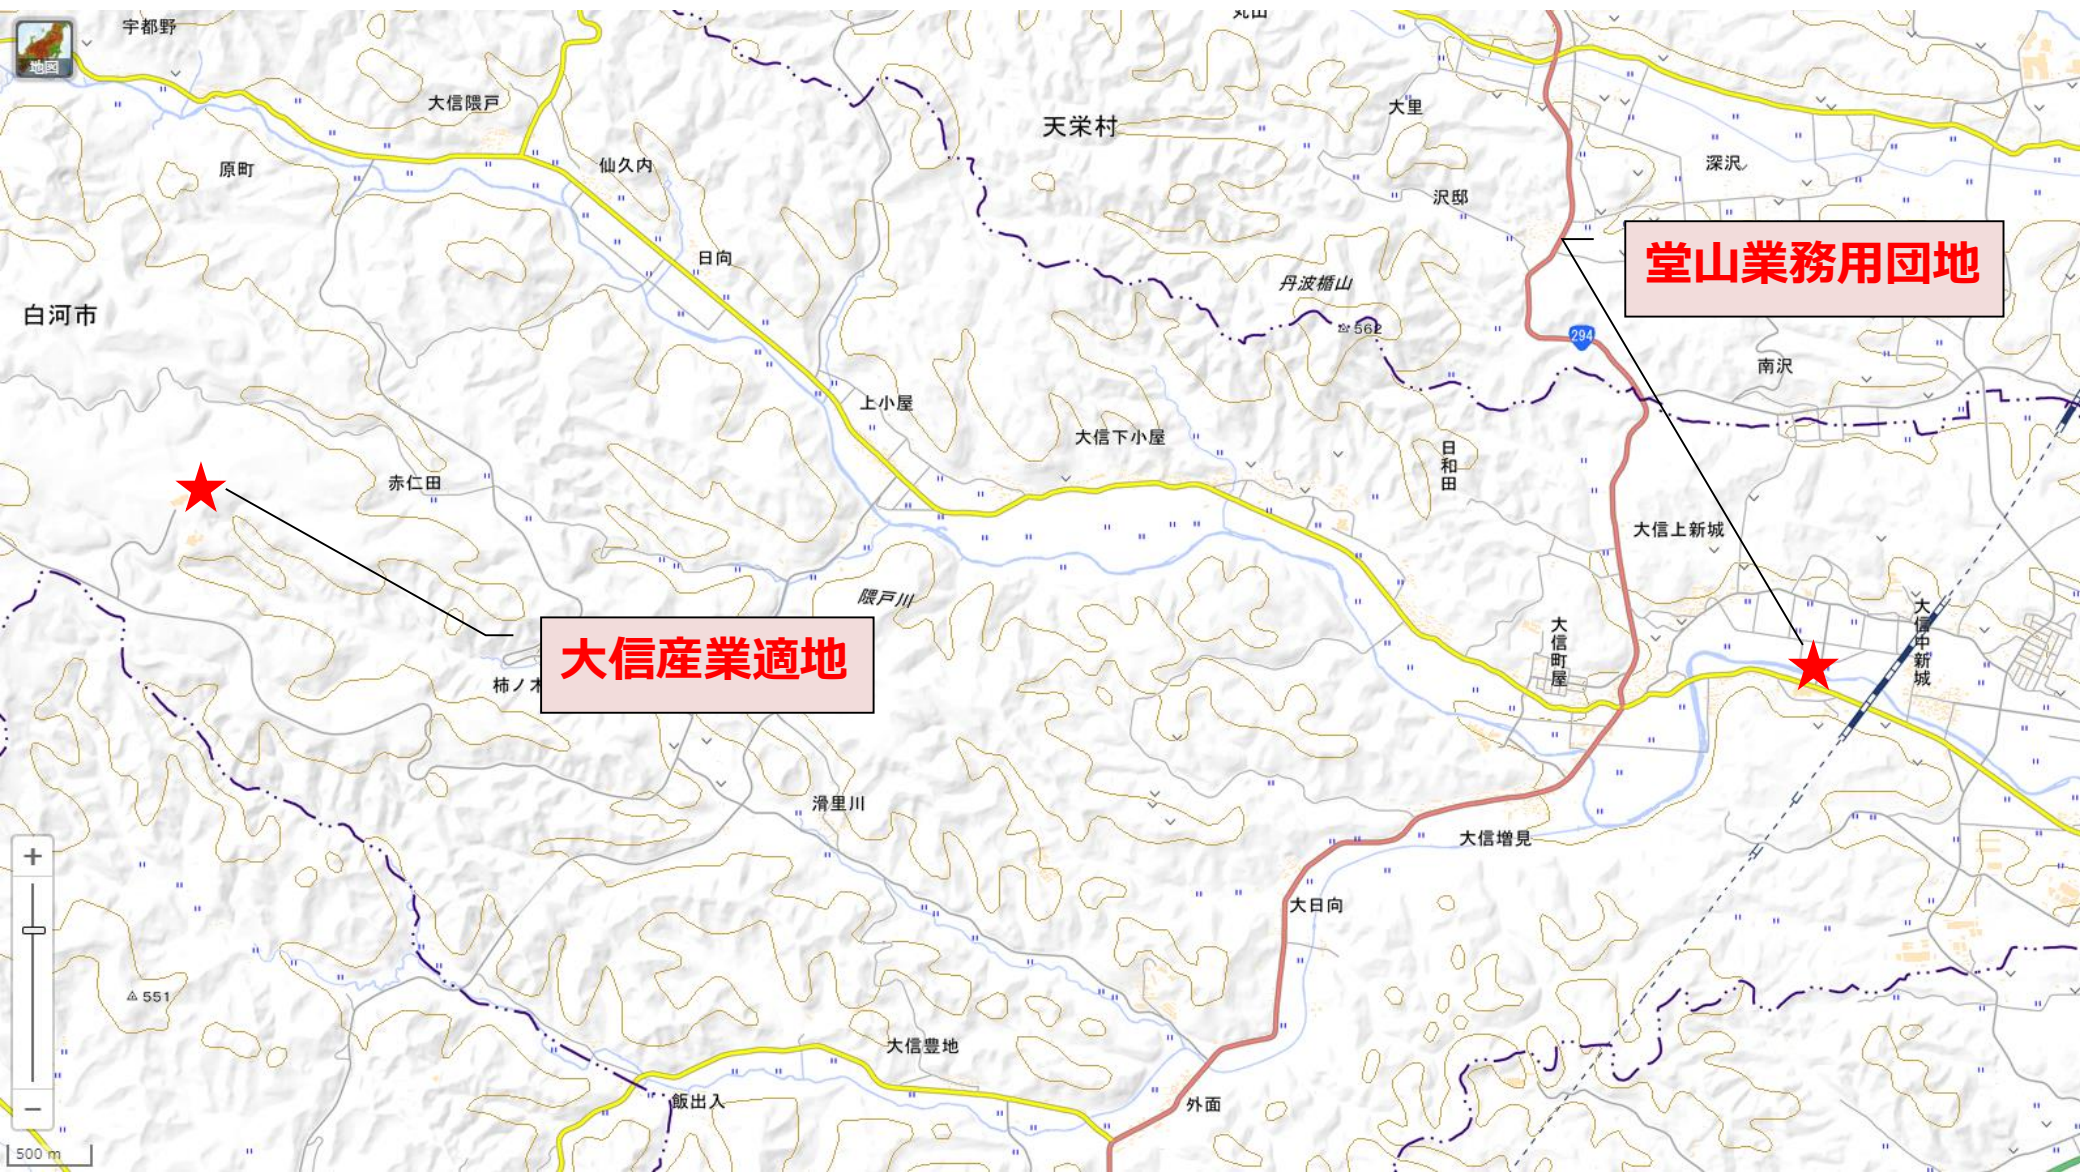 宇都野
丸山
地図
大信隈戸
大里
天栄村
仙久内
原町
深沢
沢邸
日向
堂山業務用団地
丹波楯山
白河市
562
294
南沢
上小屋
大信下小屋
日和田
赤仁田
大信上新城
隈戸川
大信中新城
大信町屋
大信産業適地
柿ノ木
滑里川
大信増見
+
大日向
551
大信豊地
飯出入
外面
−
500 m